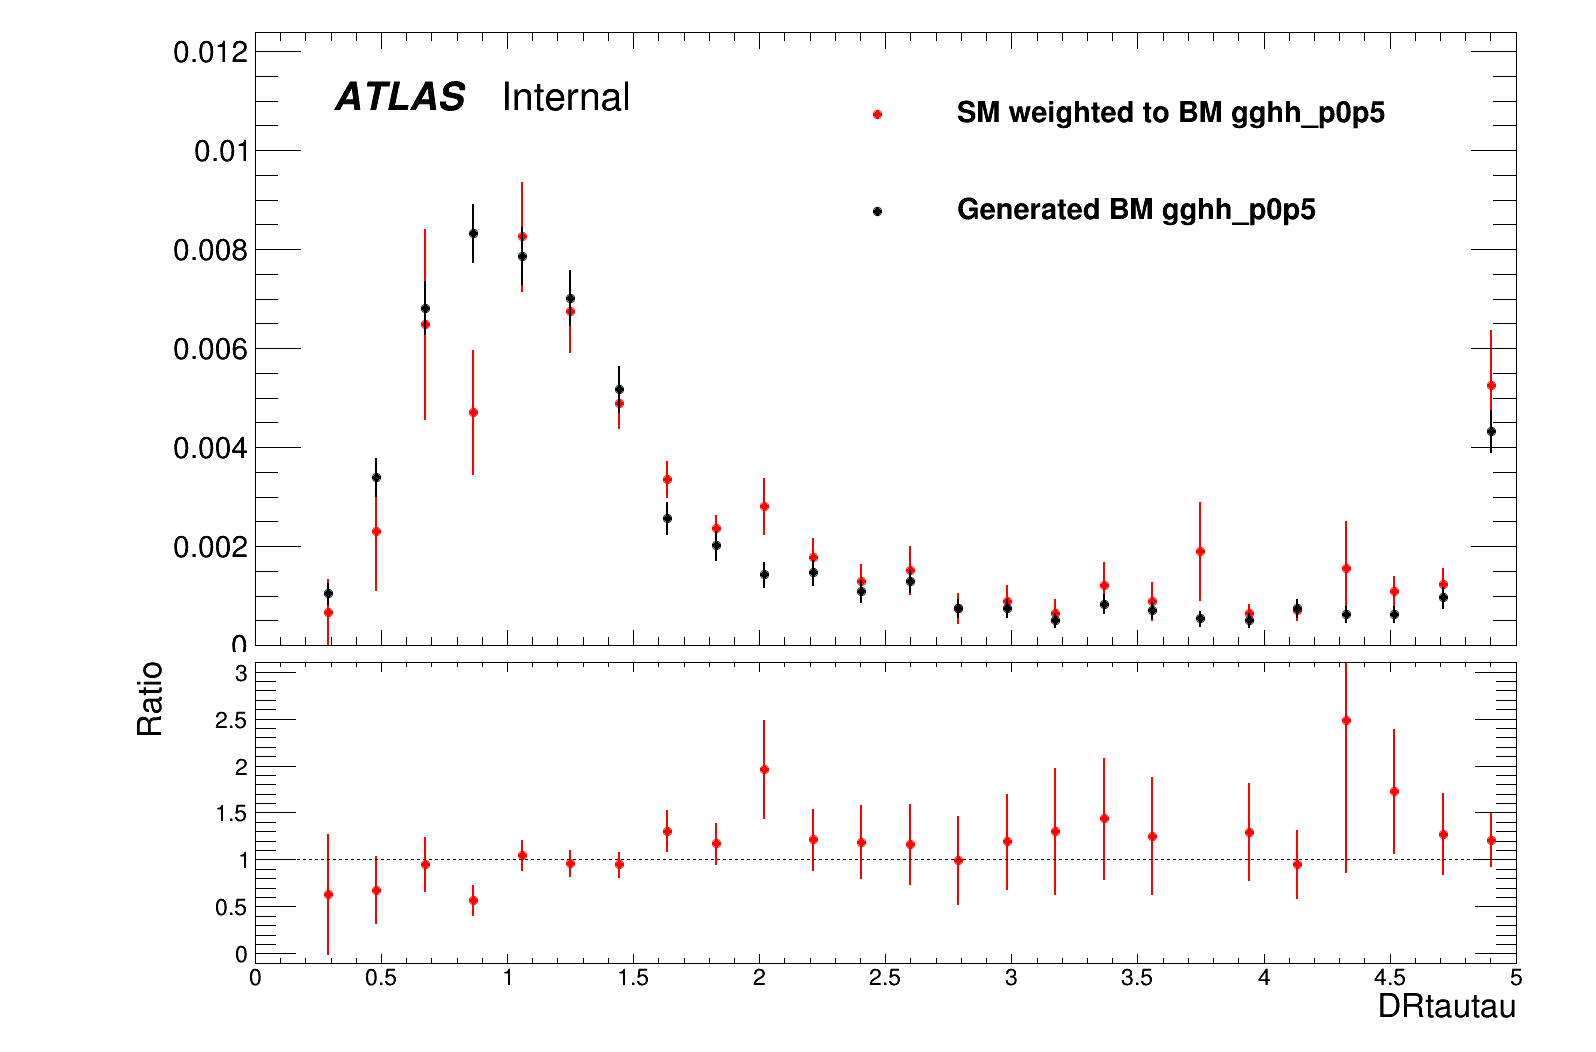 0.012
ATLAS Internal
SM weighted to BM gghh_p0p5
0.01
Generated BM gghh_p0p5
0.008
0.006
0.004
0.002
0
Ratio
3
2.5
2
1.5
1
0.5
0
0 0.5 1 1.5 2 2.5 3 3.5 4 4.5 5
DRtautau